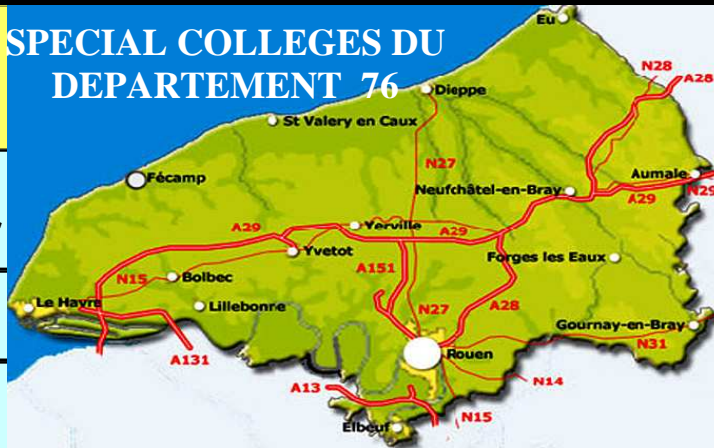 SPECIAL COLLEGES DU
DEPARTEMENT 76
Eu
N28
A28
Dieppe
St Valery en Caux
N27
Fécamp
Aumale
Neufchâtel-en-Bray
A29
N29
A29
Yerville
A29
Yvetot
A151
Forges les Eaux
N15
Bolbec
Le Havre
Lillebonne
N27
A28
Gournay-en-Bray
N31
A131
Rouen
A13
N14
N15
Elbeuf